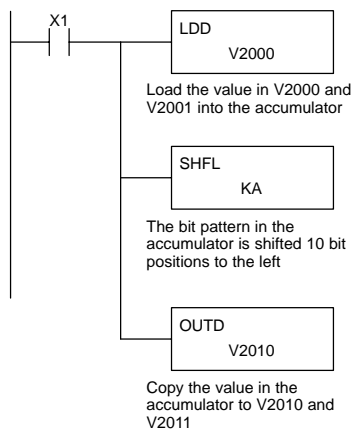 X1
LDD
V2000
Load the value in V2000 and
V2001 into the accumulator
SHFL
KA
The bit pattern in the
accumulator is shifted 10 bit
positions to the left
OUTD
V2010
Copy the value in the
accumulator to V2010 and
V2011